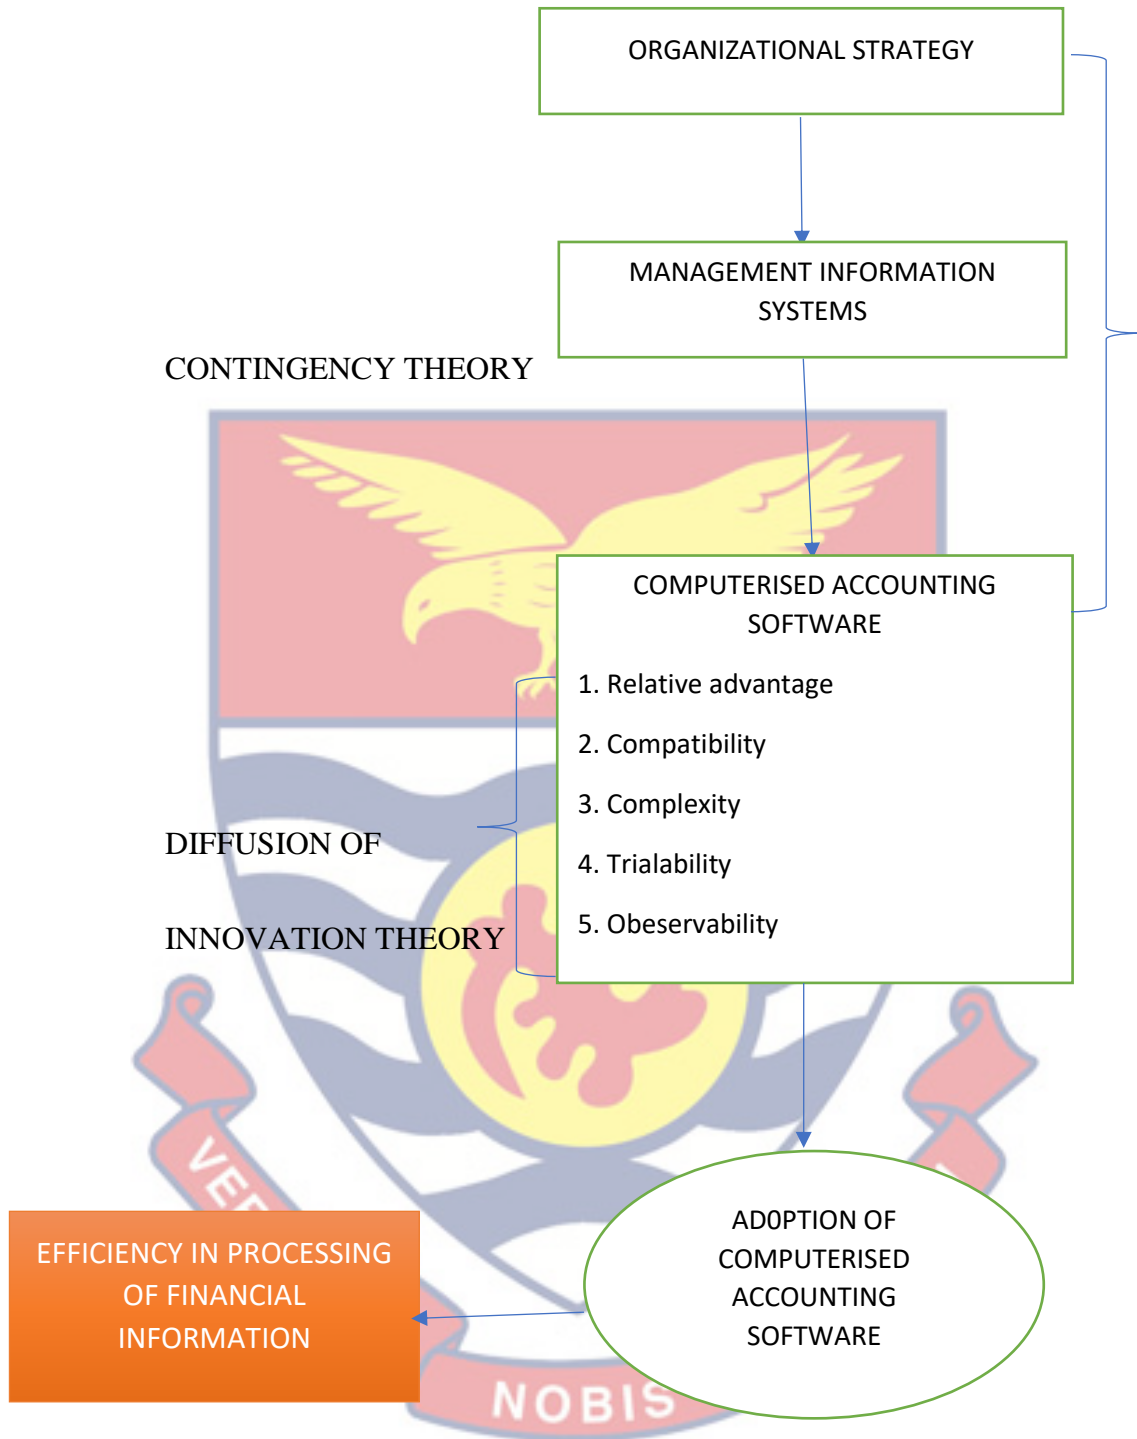 ORGANIZATIONAL STRATEGY
MANAGEMENT INFORMATION
SYSTEMS
CONTINGENCY THEORY
COMPUTERISED ACCOUNTING
SOFTWARE
1. Relative advantage
2. Compatibility
3. Complexity
4. Trialability
5. Obeservability
DIFFUSION OF
INNOVATION THEORY
AD0PTION OF
COMPUTERISED
ACCOUNTING
SOFTWARE
EFFICIENCY IN PROCESSING
OF FINANCIAL
INFORMATION
NOBIS